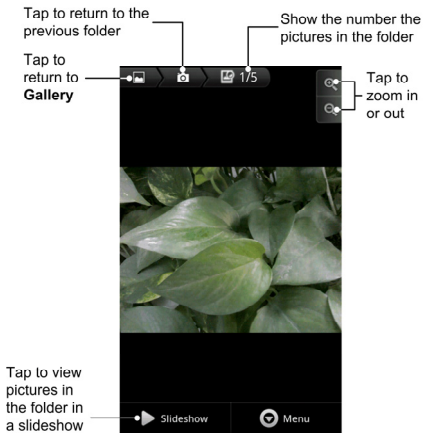 Tap to return to the
previous folder
Show the number the
pictures in the folder
Tap to
return to
Gallery
1/5
Tap to
zoom in
or out
Tap to view
pictures in
the folder in
a slideshow
Slideshow
Menu